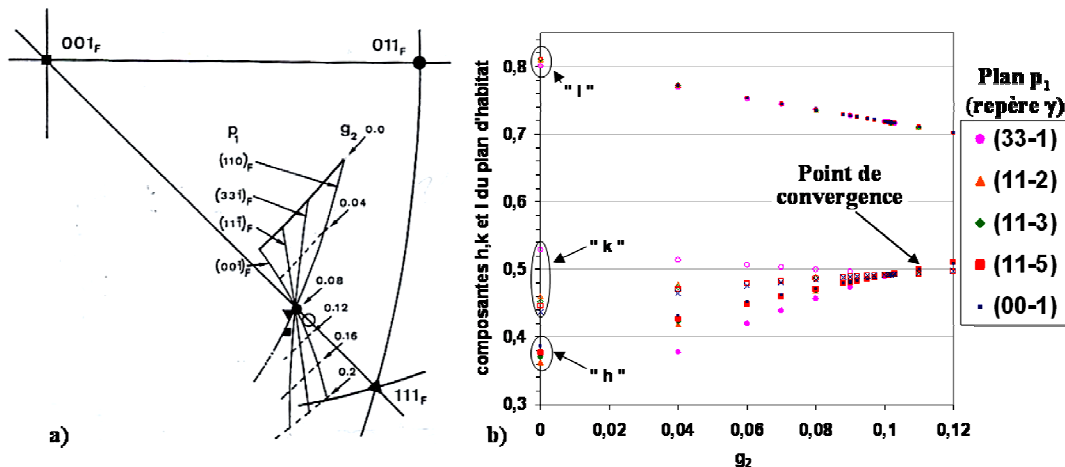 001F
011F
p1
g2
0.0
(110)F
(331̄)F
(111̄)F
(001̄)F
0.04
0.08
0.12
0.16
0.2
111F
a)
composantes h,k et l du plan d'habitat
0,8
0,7
0,6
0,5
0,4
0,3
0
0,02
0,04
0,06
0,08
0,1
0,12
g2
" l "
" k "
" h "
Point de
convergence
b)
Plan p1
(repère γ)
(33-1)
(11-2)
(11-3)
(11-5)
(00-1)